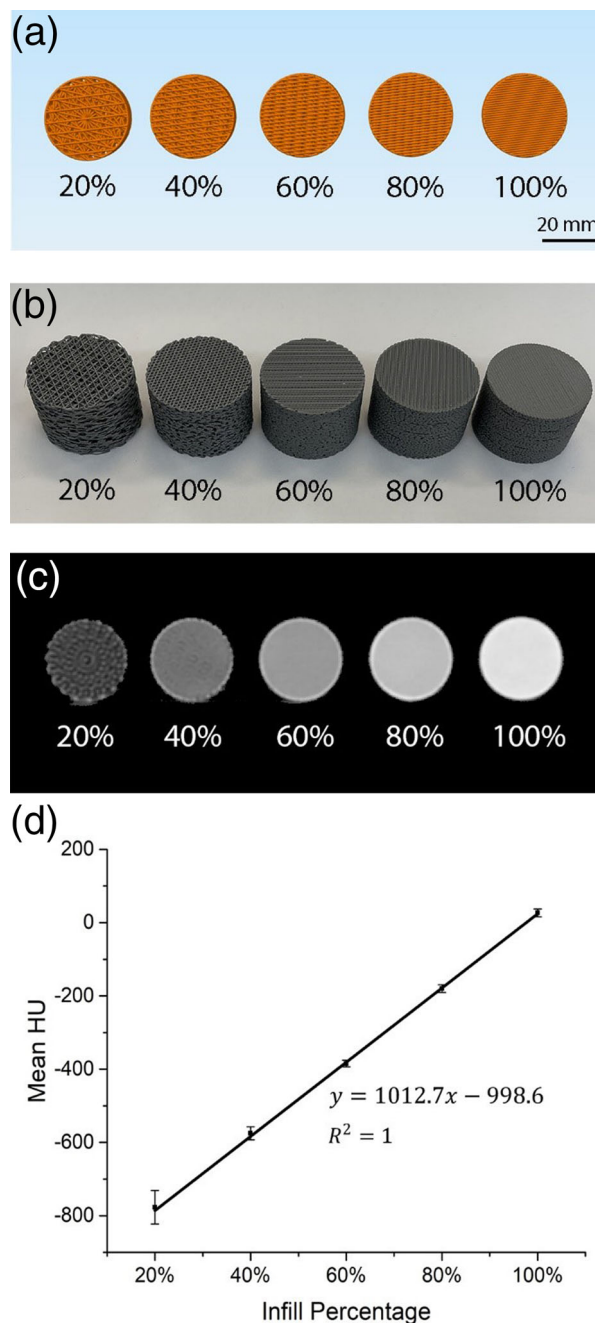 (a)
20% 40% 60% 80% 100%
20 mm
(b)
20% 40% 60% 80% 100%
(c)
20% 40% 60% 80% 100%
(d)
200
0
-200
-400
-600
-800
Mean HU
y = 1012.7x − 998.6
R² = 1
20% 40% 60% 80% 100%
Infill Percentage